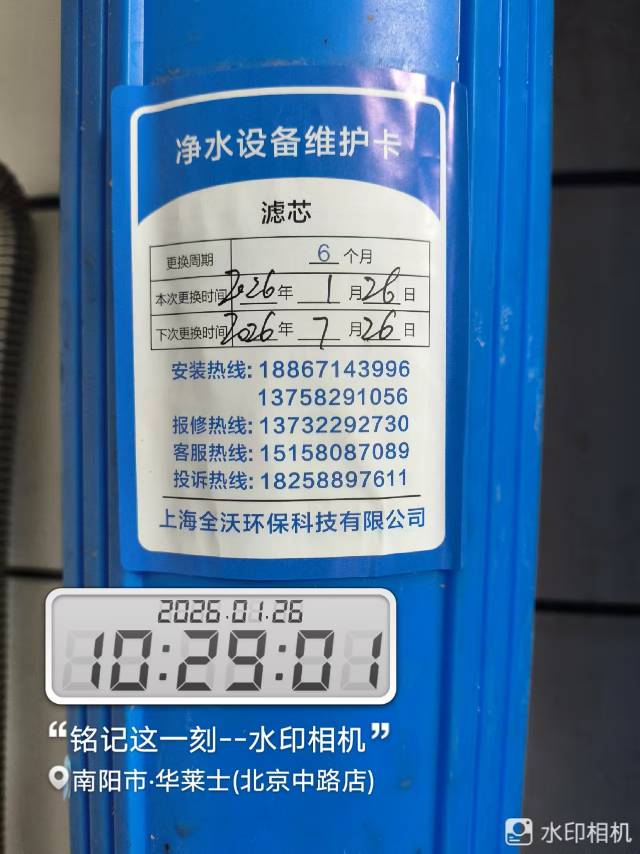 净水设备维护卡
滤芯
更换周期 6 个月
本次更换时间 2026 年 1 月 26 日
下次更换时间 2026 年 7 月 26 日
安装热线: 18867143996
13758291056
报修热线: 13732292730
客服热线: 15158087089
投诉热线: 18258897611
上海全沃环保科技有限公司
2026.01.26
10:29:01
“铭记这一刻--水印相机”
南阳市·华莱士(北京中路店)
水印相机